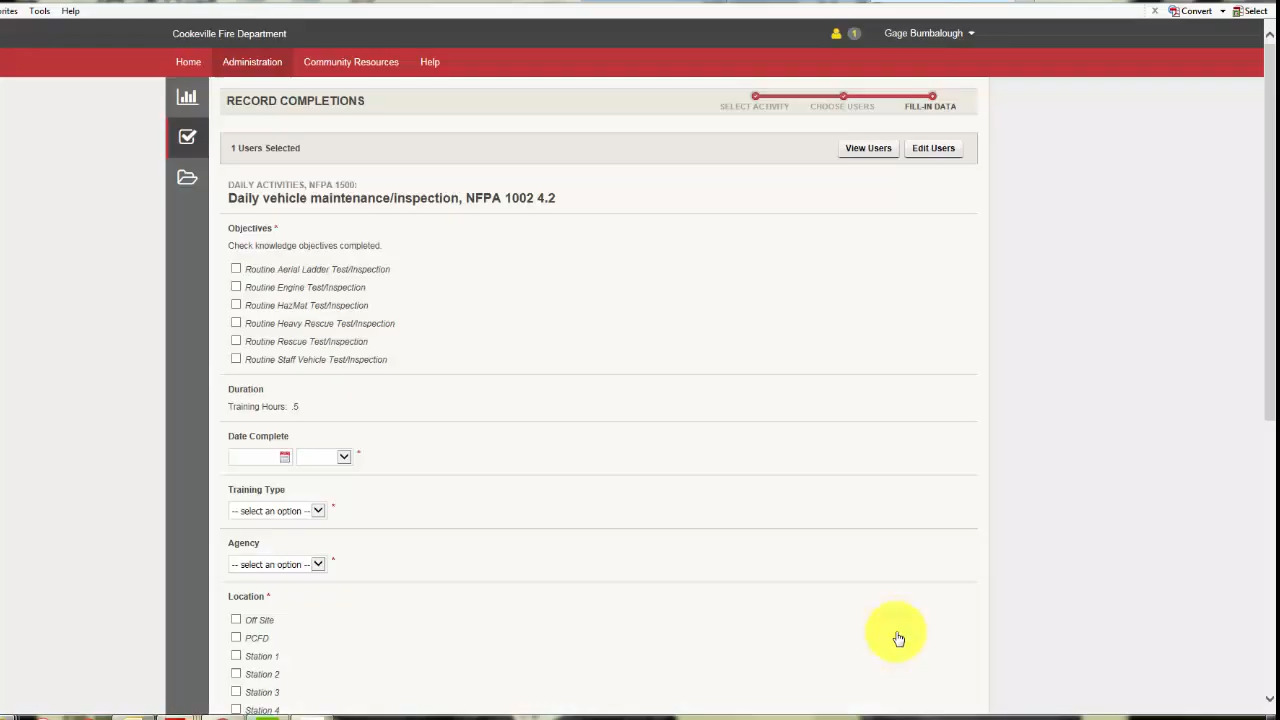 orites Tools Help x Convert Select
Cookeville Fire Department 1 Gage Bumbalough
Home Administration Community Resources Help
RECORD COMPLETIONS
SELECT ACTIVITY CHOOSE USERS FILL-IN DATA
1 Users Selected View Users Edit Users
DAILY ACTIVITIES, NFPA 1500:
Daily vehicle maintenance/inspection, NFPA 1002 4.2
Objectives *
Check knowledge objectives completed.
Routine Aerial Ladder Test/Inspection
Routine Engine Test/Inspection
Routine HazMat Test/Inspection
Routine Heavy Rescue Test/Inspection
Routine Rescue Test/Inspection
Routine Staff Vehicle Test/Inspection
Duration
Training Hours: .5
Date Complete
*
Training Type
-- select an option -- *
Agency
-- select an option -- *
Location *
Off Site
PCFD
Station 1
Station 2
Station 3
Station 4